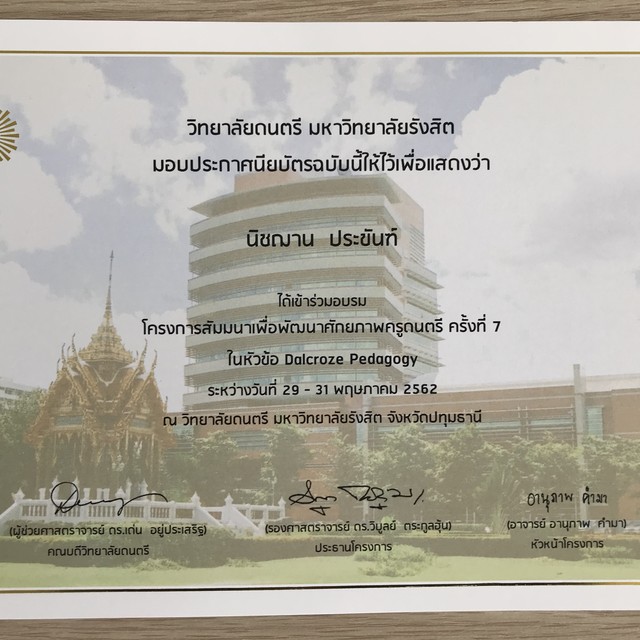 วิทยาลัยดนตรี มหาวิทยาลัยรังสิต
มอบประกาศนียบัตรฉบับนี้ให้ไว้เพื่อแสดงว่า
นิชฌาน ประขันฑ์
ได้เข้าร่วมอบรม
โครงการสัมมนาเพื่อพัฒนาศักยภาพครูดนตรี ครั้งที่ 7
ในหัวข้อ Dalcroze Pedagogy
ระหว่างวันที่ 29 - 31 พฤษภาคม 2562
ณ วิทยาลัยดนตรี มหาวิทยาลัยรังสิต จังหวัดปทุมธานี
อานุภาพ คำมา
(ผู้ช่วยศาสตราจารย์ ดร.เด่น อยู่ประเสริฐ) (รองศาสตราจารย์ ดร.วิบูลย์ ตระกูลฮุ้น) (อาจารย์ อานุภาพ คำมา)
คณบดีวิทยาลัยดนตรี ประธานโครงการ หัวหน้าโครงการ